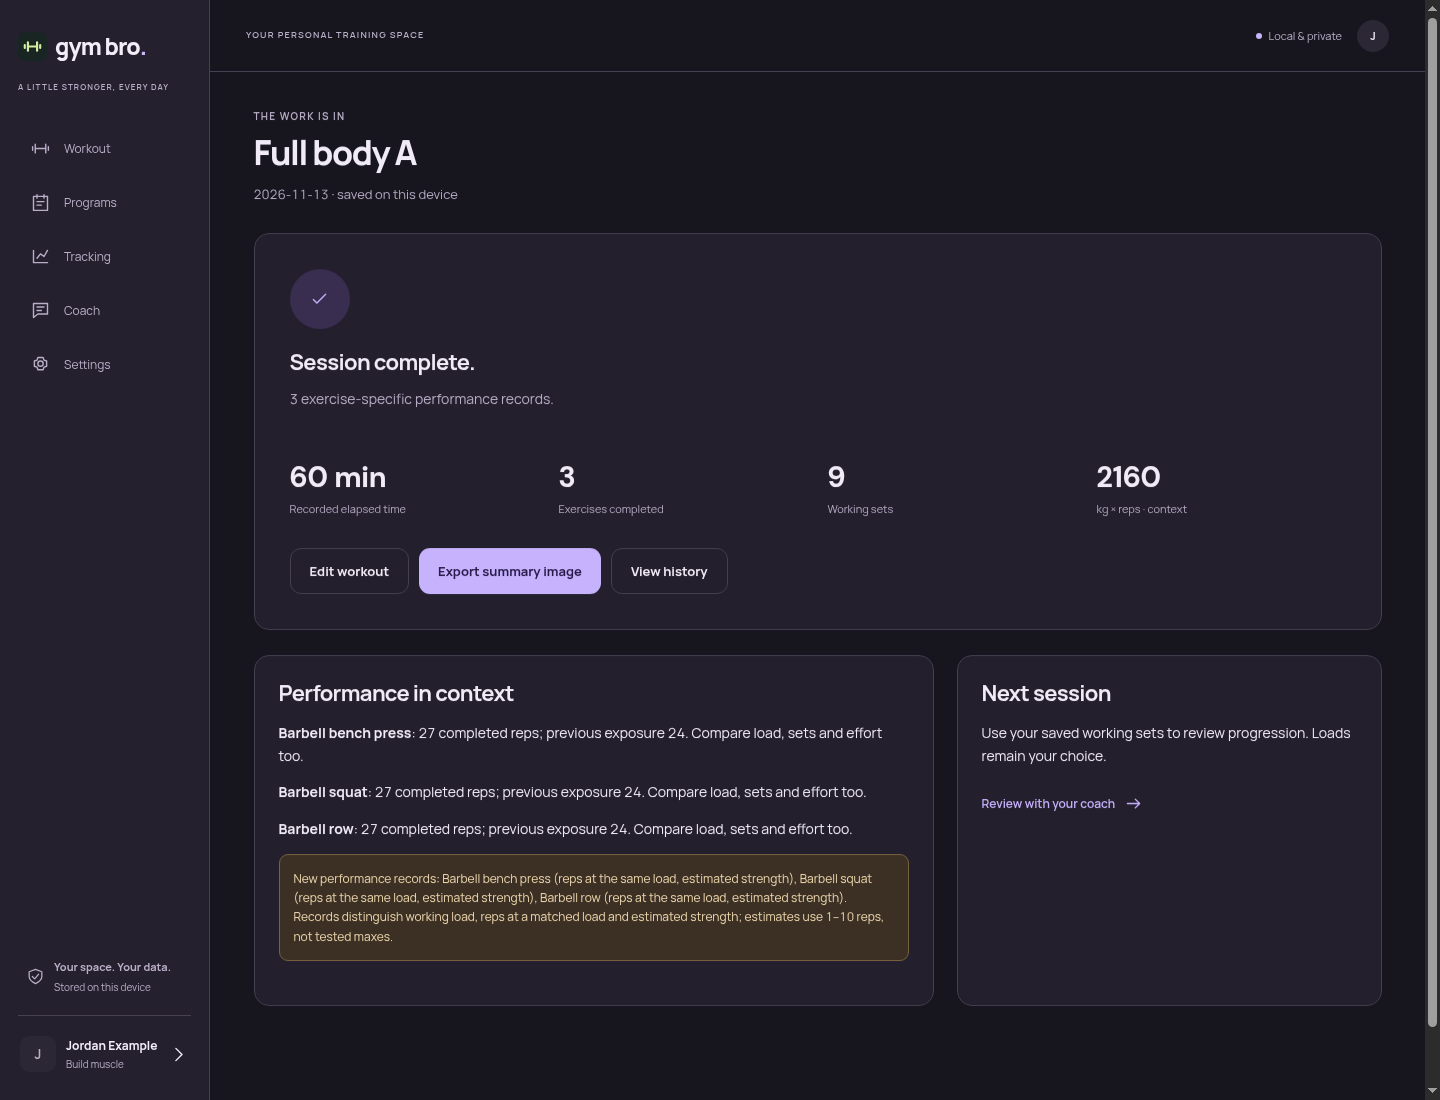 gym bro.
A LITTLE STRONGER, EVERY DAY
Workout
Programs
Tracking
Coach
Settings
Your space. Your data.
Stored on this device
J
Jordan Example
Build muscle
YOUR PERSONAL TRAINING SPACE
Local & private
J
THE WORK IS IN
Full body A
2026-11-13 · saved on this device
Session complete.
3 exercise-specific performance records.
60 min
Recorded elapsed time
3
Exercises completed
9
Working sets
2160
kg × reps · context
Edit workout
Export summary image
View history
Performance in context
Barbell bench press: 27 completed reps; previous exposure 24. Compare load, sets and effort
too.
Barbell squat: 27 completed reps; previous exposure 24. Compare load, sets and effort too.
Barbell row: 27 completed reps; previous exposure 24. Compare load, sets and effort too.
New performance records: Barbell bench press (reps at the same load, estimated strength), Barbell squat
(reps at the same load, estimated strength), Barbell row (reps at the same load, estimated strength).
Records distinguish working load, reps at a matched load and estimated strength; estimates use 1–10 reps,
not tested maxes.
Next session
Use your saved working sets to review progression. Loads
remain your choice.
Review with your coach